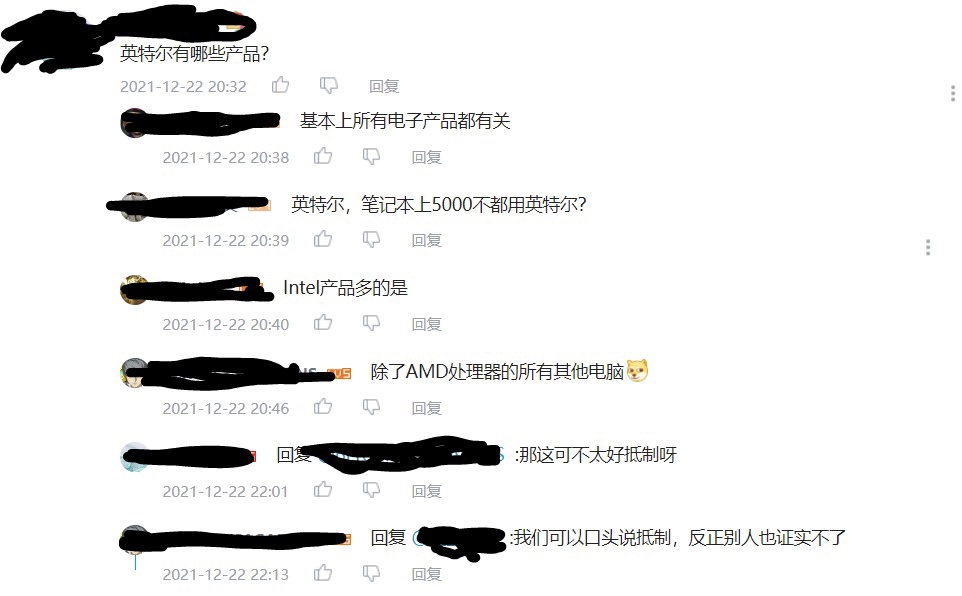 英特尔有哪些产品?
2021-12-22 20:32 回复
基本上所有电子产品都有关
2021-12-22 20:38 回复
英特尔，笔记本上5000不都用英特尔?
2021-12-22 20:39 回复
Intel产品多的是
2021-12-22 20:40 回复
除了AMD处理器的所有其他电脑
2021-12-22 20:46 回复
回复 :那这可不太好抵制呀
2021-12-22 22:01 回复
回复 :我们可以口头说抵制，反正别人也证实不了
2021-12-22 22:13 回复